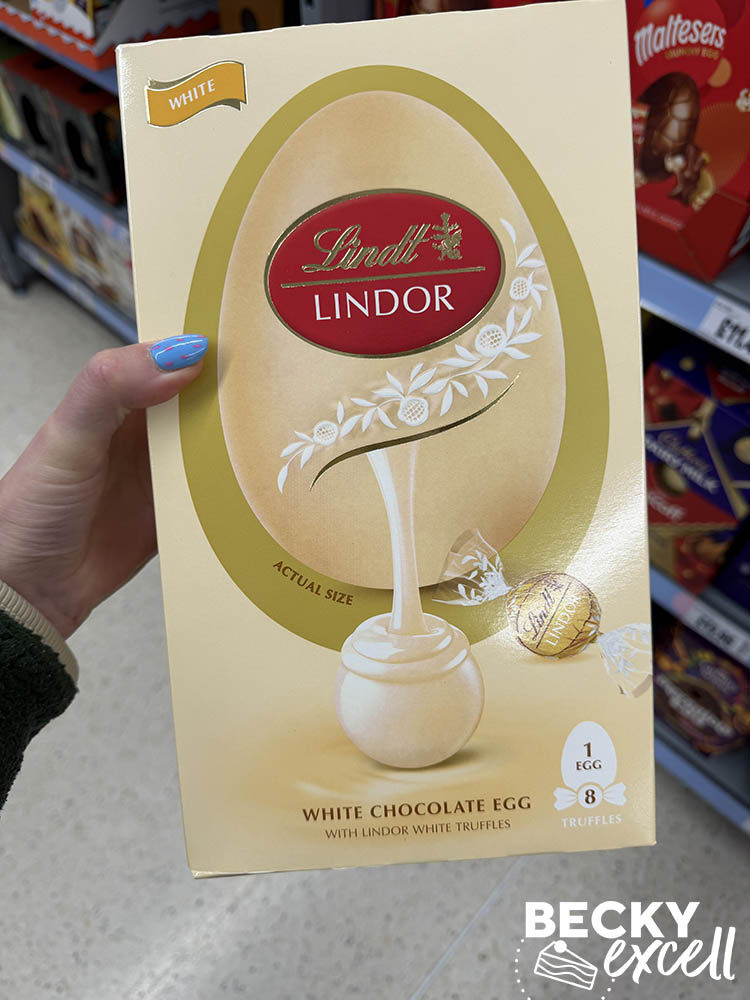 WHITE
Maltesers
Lindt
LINDOR
ACTUAL SIZE
Lindt
LINDOR
1
EGG
8
TRUFFLES
WHITE CHOCOLATE EGG
WITH LINDOR WHITE TRUFFLES
BECKY
excell